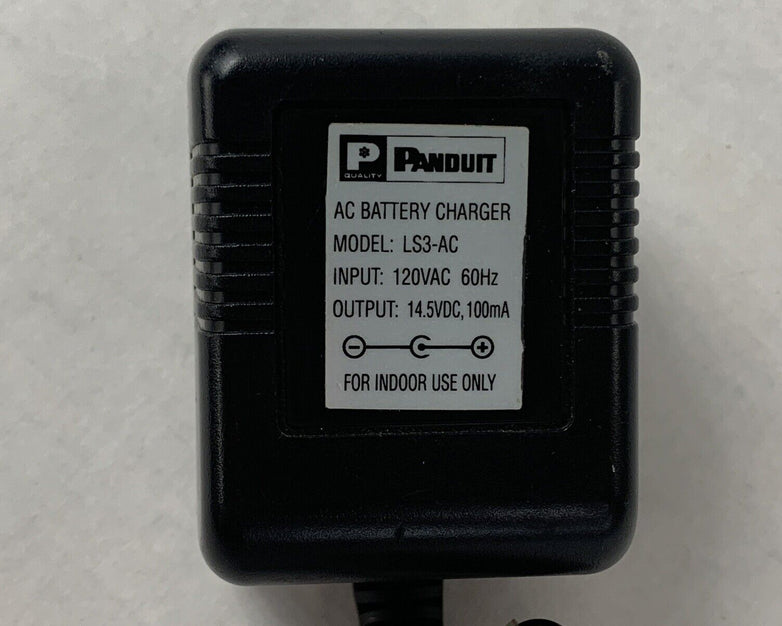 P QUALITY PANDUIT
AC BATTERY CHARGER
MODEL: LS3-AC
INPUT: 120VAC 60Hz
OUTPUT: 14.5VDC, 100mA
FOR INDOOR USE ONLY